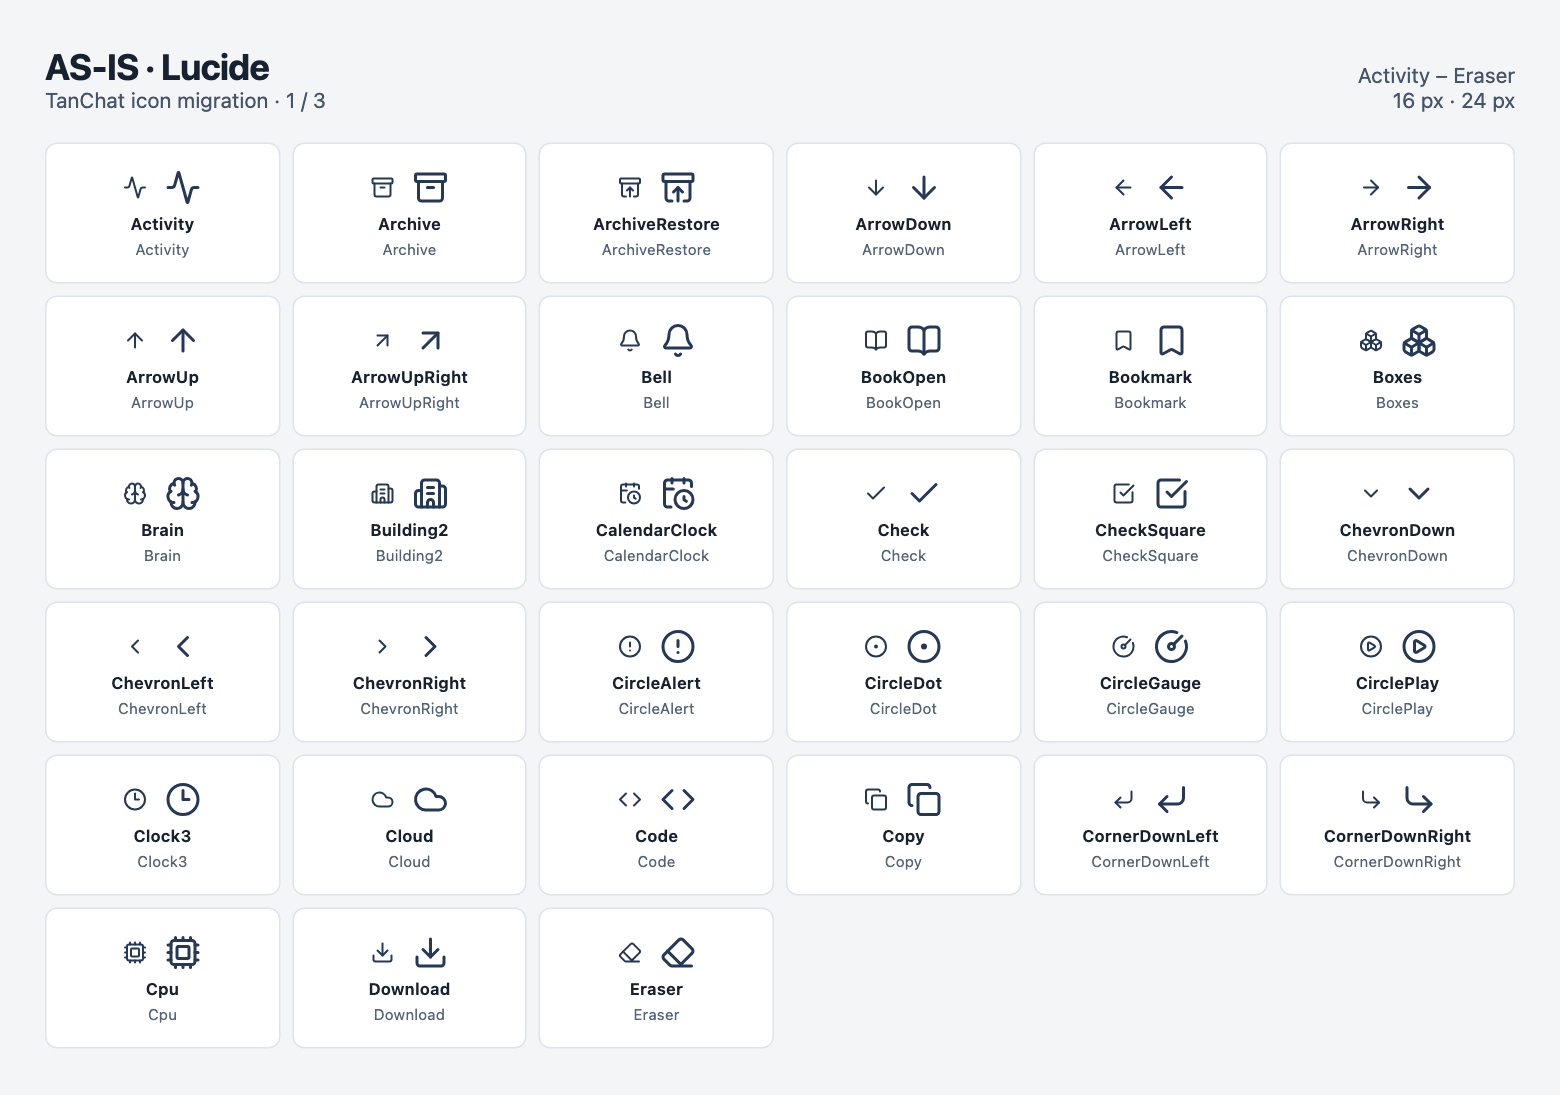 AS-IS · Lucide
TanChat icon migration · 1 / 3
Activity – Eraser
16 px · 24 px
Activity
Activity
Archive
Archive
ArchiveRestore
ArchiveRestore
ArrowDown
ArrowDown
ArrowLeft
ArrowLeft
ArrowRight
ArrowRight
ArrowUp
ArrowUp
ArrowUpRight
ArrowUpRight
Bell
Bell
BookOpen
BookOpen
Bookmark
Bookmark
Boxes
Boxes
Brain
Brain
Building2
Building2
CalendarClock
CalendarClock
Check
Check
CheckSquare
CheckSquare
ChevronDown
ChevronDown
ChevronLeft
ChevronLeft
ChevronRight
ChevronRight
CircleAlert
CircleAlert
CircleDot
CircleDot
CircleGauge
CircleGauge
CirclePlay
CirclePlay
Clock3
Clock3
Cloud
Cloud
Code
Code
Copy
Copy
CornerDownLeft
CornerDownLeft
CornerDownRight
CornerDownRight
Cpu
Cpu
Download
Download
Eraser
Eraser